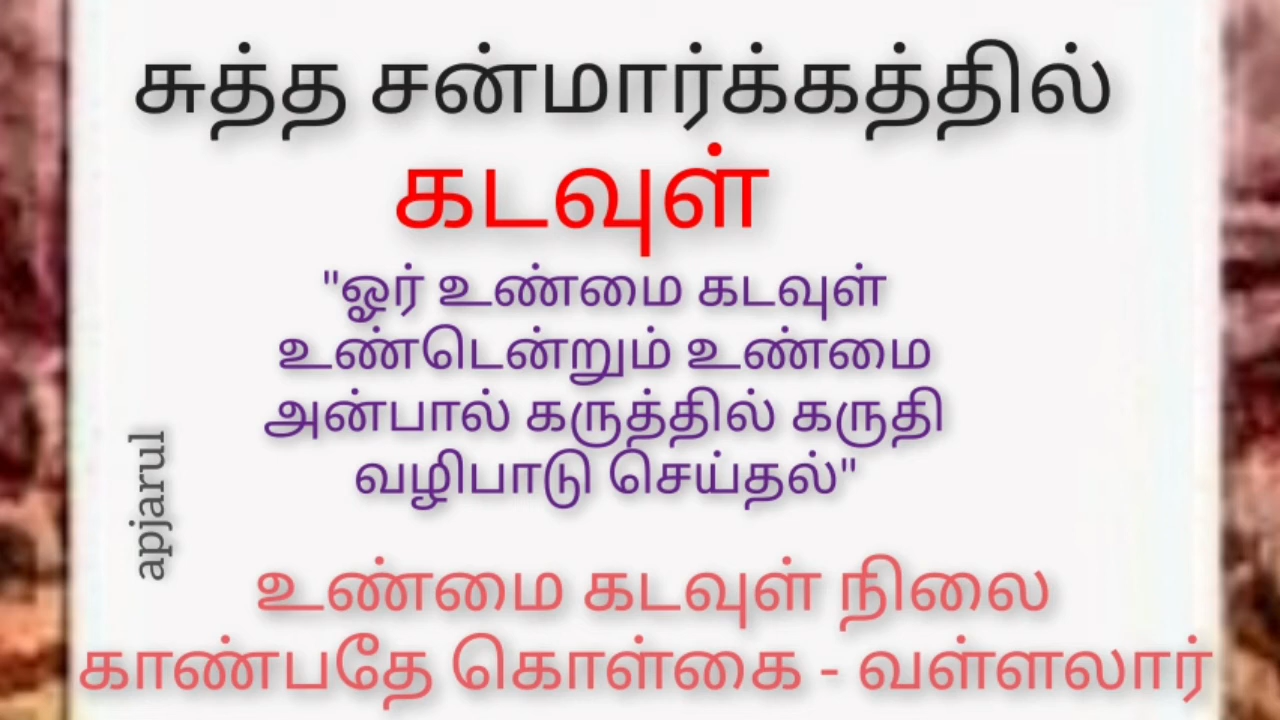 சுத்த சன்மார்க்கத்தில்
கடவுள்
"ஓர் உண்மை கடவுள்
உண்டென்றும் உண்மை
அன்பால் கருத்தில் கருதி
வழிபாடு செய்தல்"
apjarul
உண்மை கடவுள் நிலை
காண்பதே கொள்கை - வள்ளலார்